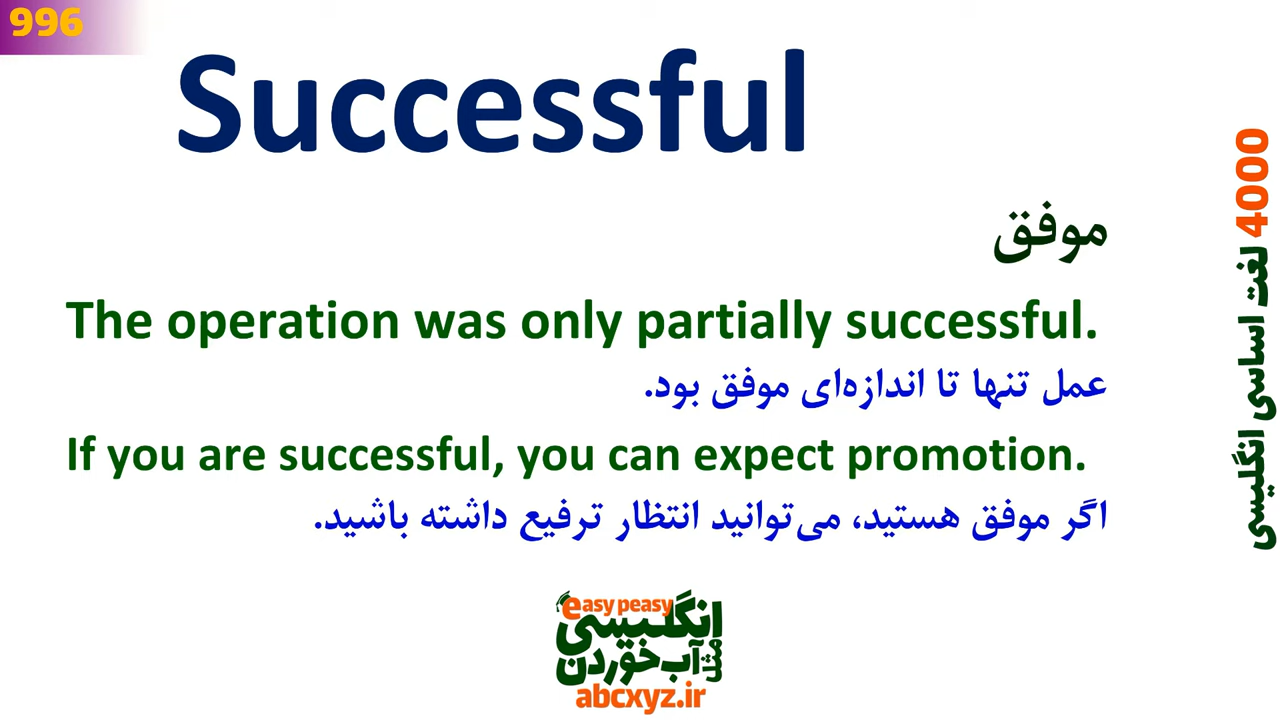 996
Successful
موفق
The operation was only partially successful.
عمل تنها تا اندازه‌ای موفق بود.
If you are successful, you can expect promotion.
اگر موفق هستید، می‌توانید انتظار ترفیع داشته باشید.
4000 لغت اساسی انگلیسی
easy peasy
انگلیسی
مثل آب خوردن
abcxyz.ir